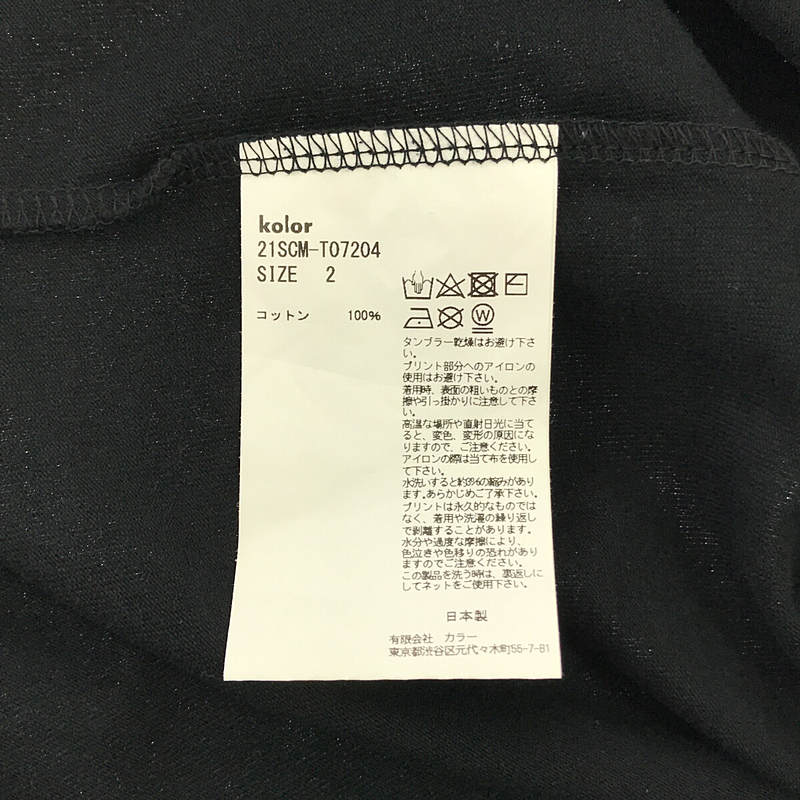 kolor
21SCM-T07204
SIZE 2
コットン 100%
W
タンブラー乾燥はお避け下さ
い。
プリント部分へのアイロンの
使用はお避け下さい。
着用時、表面の粗いものとの摩
擦や引っ掛かりに注意して下さ
い。
高温な場所や直射日光に当て
ると、変色、変形の原因にな
りますので、ご注意ください。
アイロンの際は当て布を使用し
て下さい。
水洗いすると約3%の縮みがあり
ます。あらかじめご了承下さい。
プリントは永久的なものでは
なく、着用や洗濯の繰り返し
で剥離することがあります。
水分や過度な摩擦により、
色泣きや色移りの恐れがあり
ますのでご注意ください。
この製品を洗う時は、裏返しに
してネットをご使用下さい。
日本製
有限会社 カラー
東京都渋谷区元代々木町55-7-B1